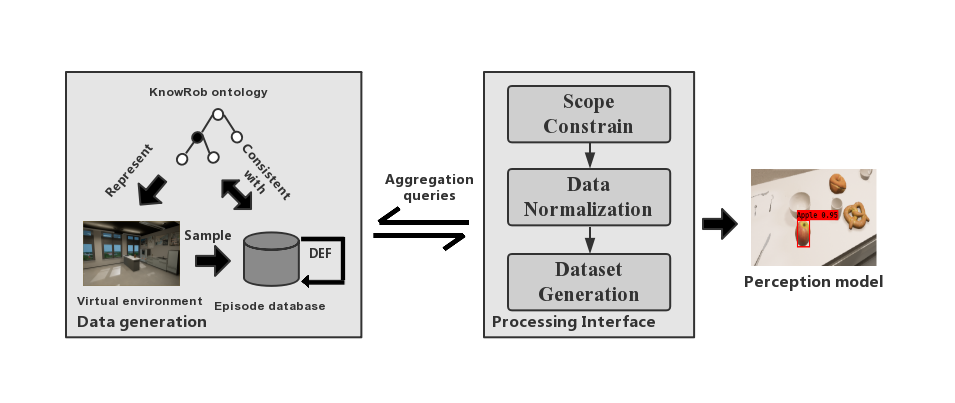 KnowRob ontology
Represent
Consistent
with
Sample
DEF
Virtual environment
Episode database
Data generation
Aggregation
queries
Scope
Constrain
Data
Normalization
Dataset
Generation
Processing Interface
Apple 0.95
Perception model